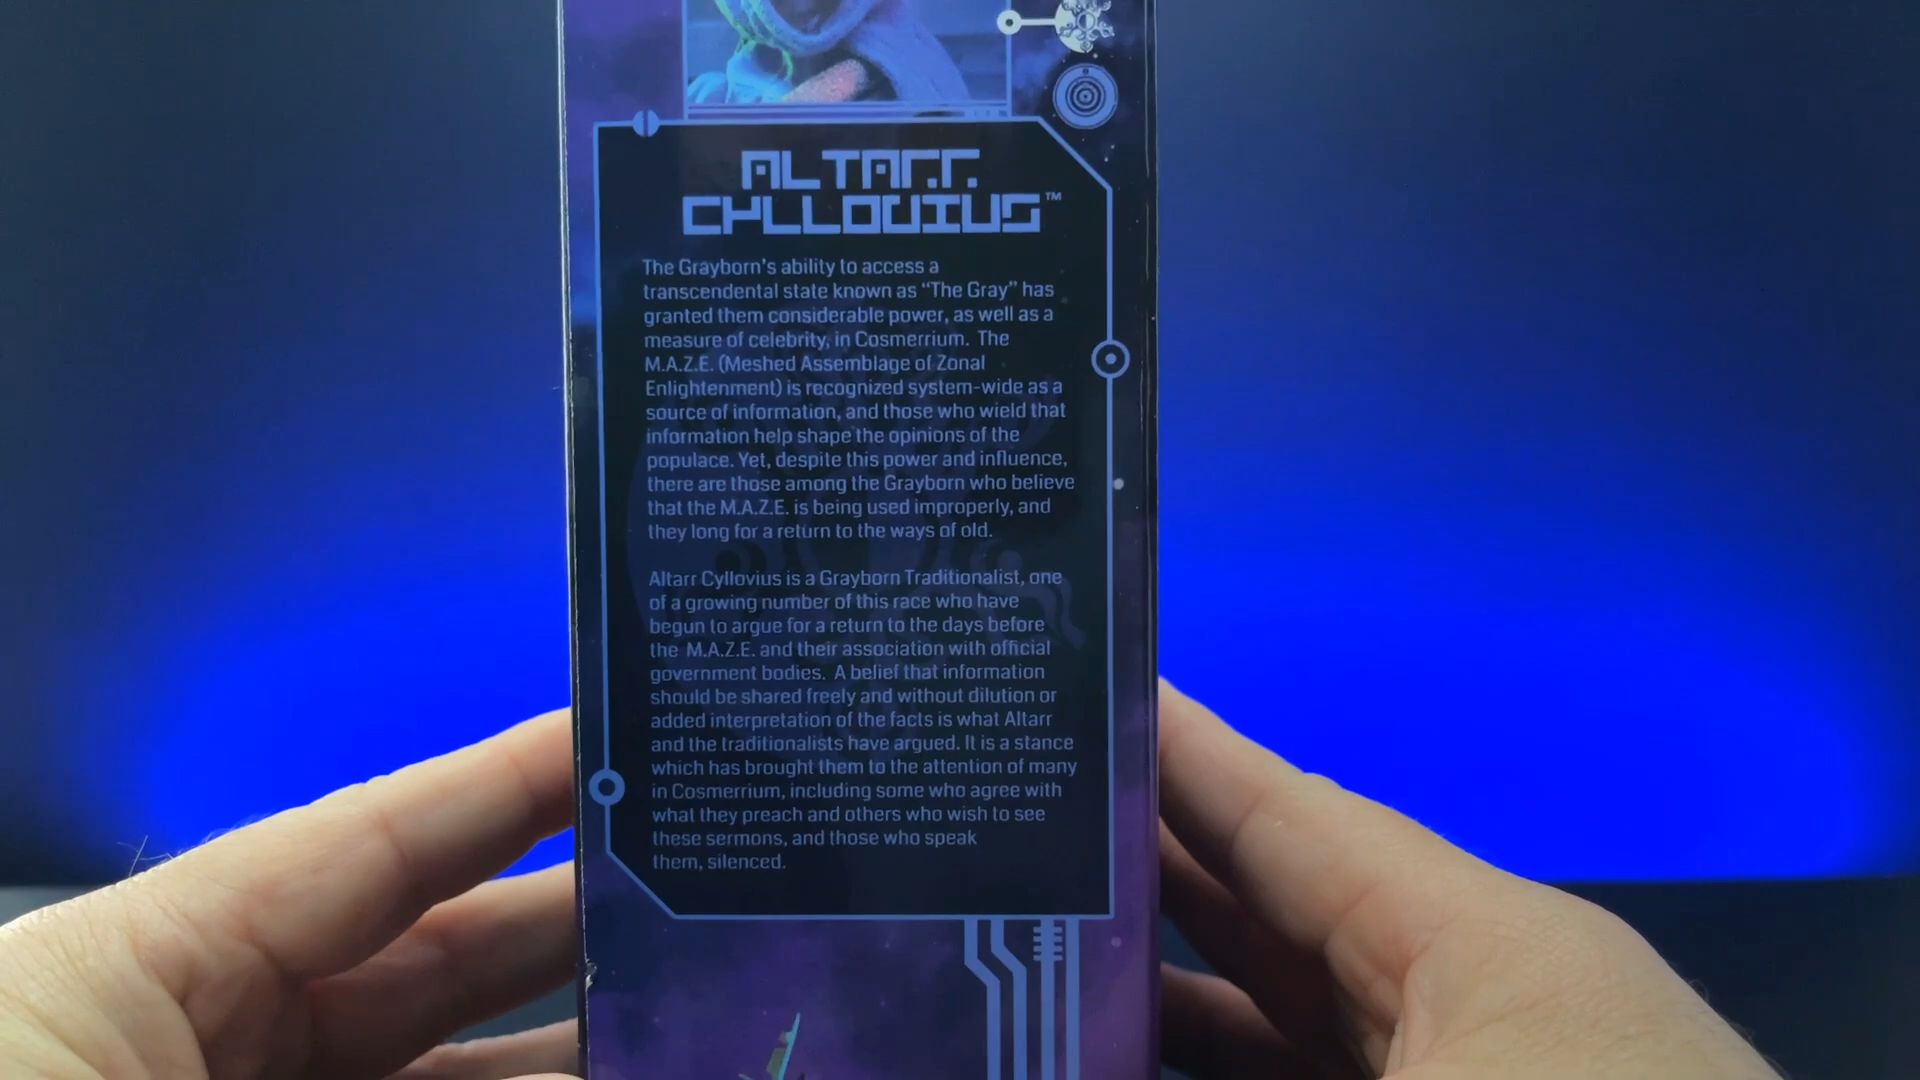 ALTARR
CYLLOVIUS™
The Grayborn's ability to access a
transcendental state known as “The Gray” has
granted them considerable power, as well as a
measure of celebrity, in Cosmerrium. The
M.A.Z.E. (Meshed Assemblage of Zonal
Enlightenment) is recognized system-wide as a
source of information, and those who wield that
information help shape the opinions of the
populace. Yet, despite this power and influence,
there are those among the Grayborn who believe
that the M.A.Z.E. is being used improperly, and
they long for a return to the ways of old.
Altarr Cyllovius is a Grayborn Traditionalist, one
of a growing number of this race who have
begun to argue for a return to the days before
the M.A.Z.E. and their association with official
government bodies. A belief that information
should be shared freely and without dilution or
added interpretation of the facts is what Altarr
and the traditionalists have argued. It is a stance
which has brought them to the attention of many
in Cosmerrium, including some who agree with
what they preach and others who wish to see
these sermons, and those who speak
them, silenced.